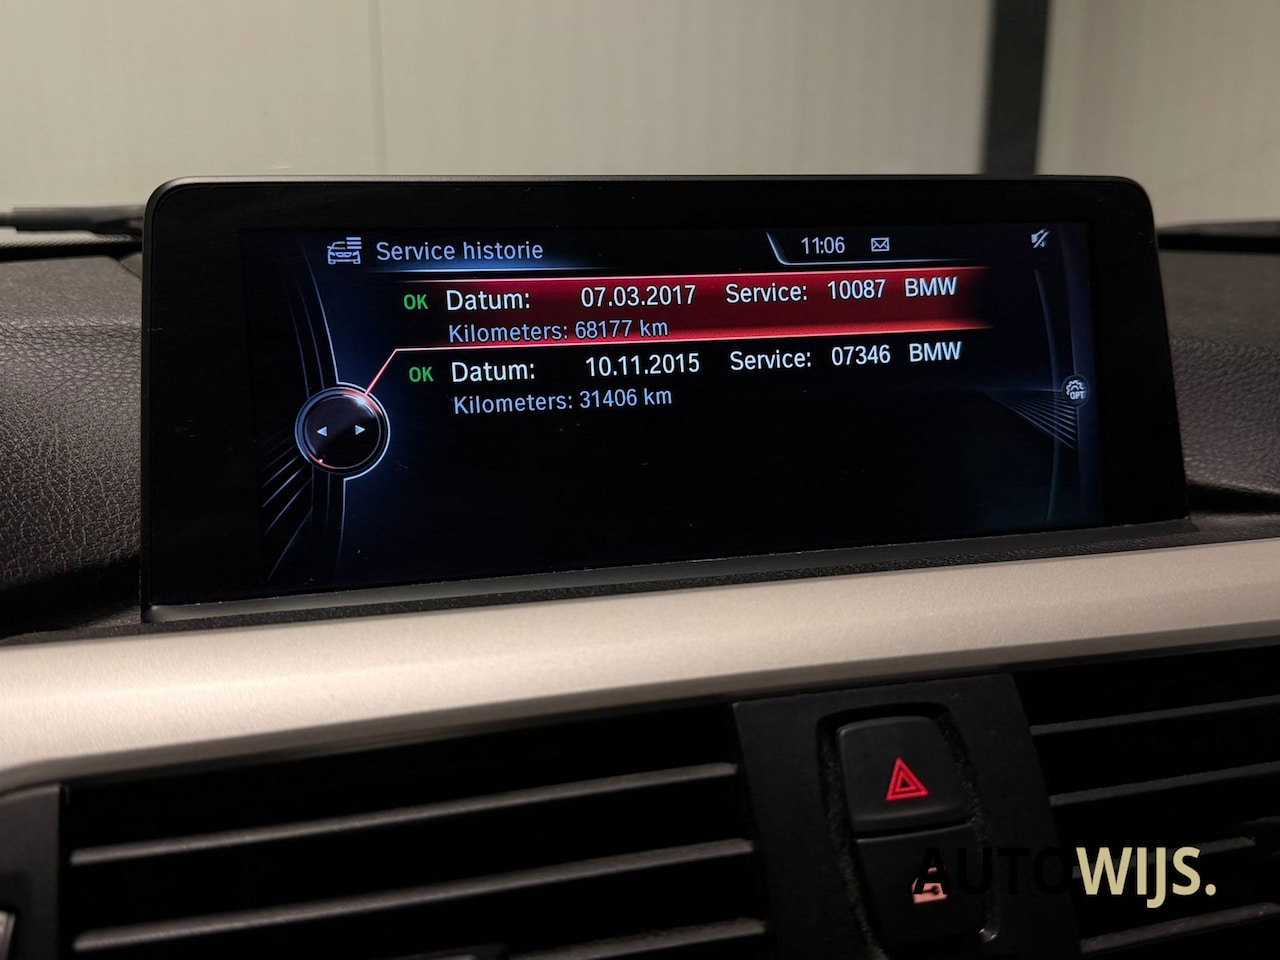 Service historie 11:06
OK Datum: 07.03.2017 Service: 10087 BMW
Kilometers: 68177 km
OK Datum: 10.11.2015 Service: 07346 BMW
Kilometers: 31406 km
OPT
AUTOWIJS.